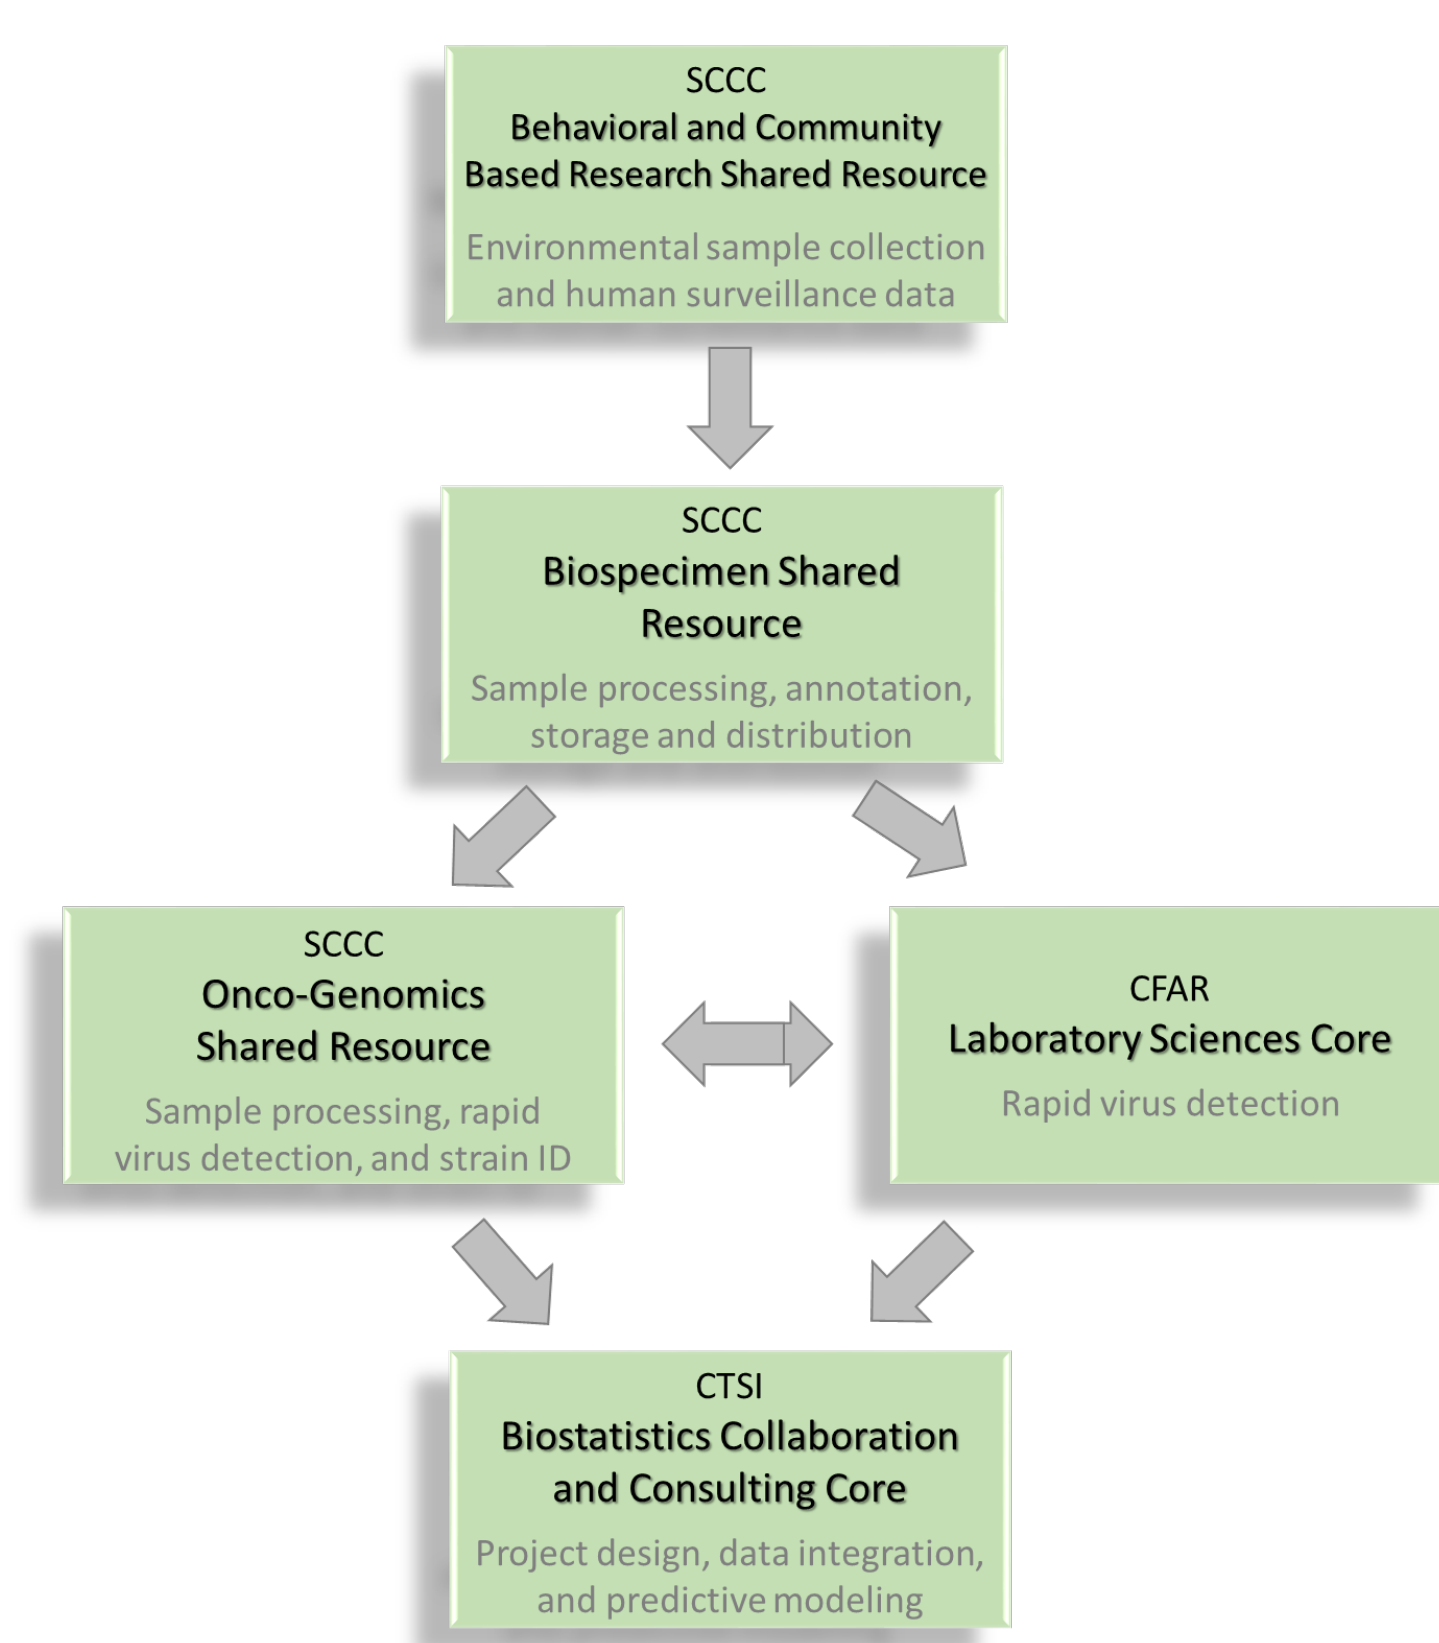 SCCC
Behavioral and Community
Based Research Shared Resource
Environmental sample collection
and human surveillance data
SCCC
Biospecimen Shared
Resource
Sample processing, annotation,
storage and distribution
SCCC
Onco-Genomics
Shared Resource
Sample processing, rapid
virus detection, and strain ID
CFAR
Laboratory Sciences Core
Rapid virus detection
CTSI
Biostatistics Collaboration
and Consulting Core
Project design, data integration,
and predictive modeling